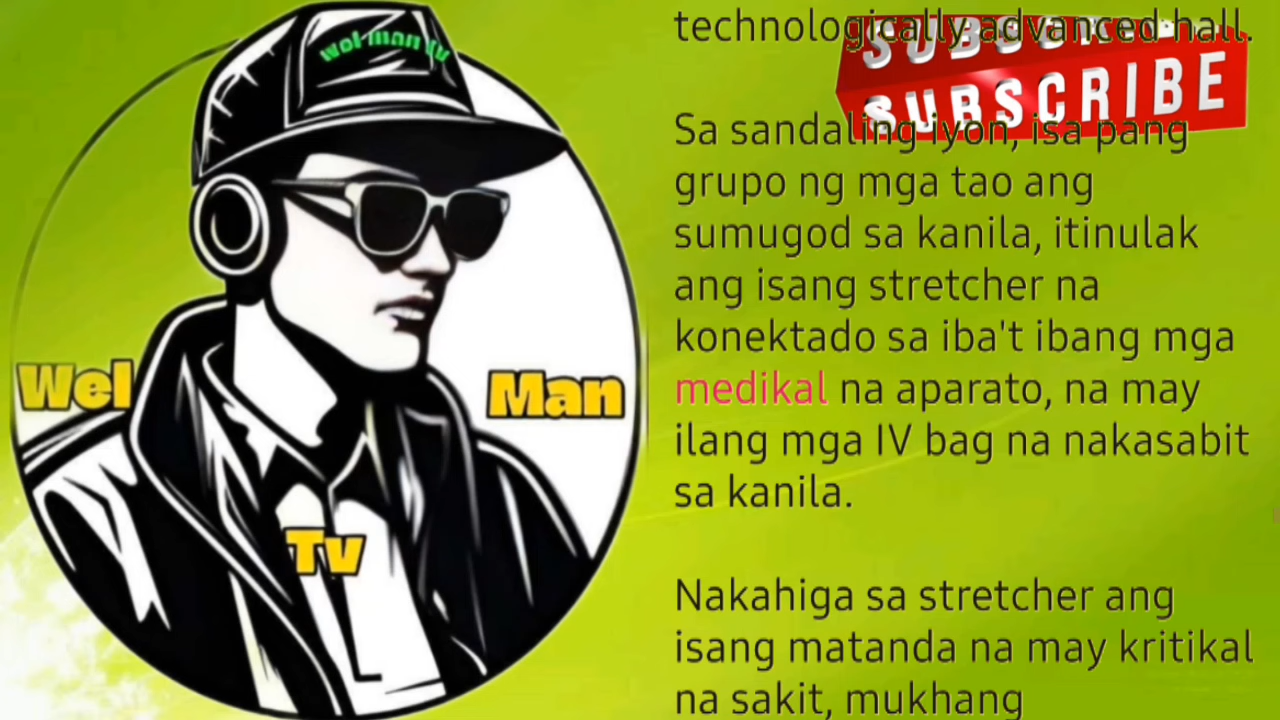 wel man tv
Wel
Man
Tv
technologically advanced hall.
SUBSCRIBE
SUBSCRIBE
Sa sandaling iyon, isa pang
grupo ng mga tao ang
sumugod sa kanila, itinulak
ang isang stretcher na
konektado sa iba't ibang mga
medikal na aparato, na may
ilang mga IV bag na nakasabit
sa kanila.
Nakahiga sa stretcher ang
isang matanda na may kritikal
na sakit, mukhang